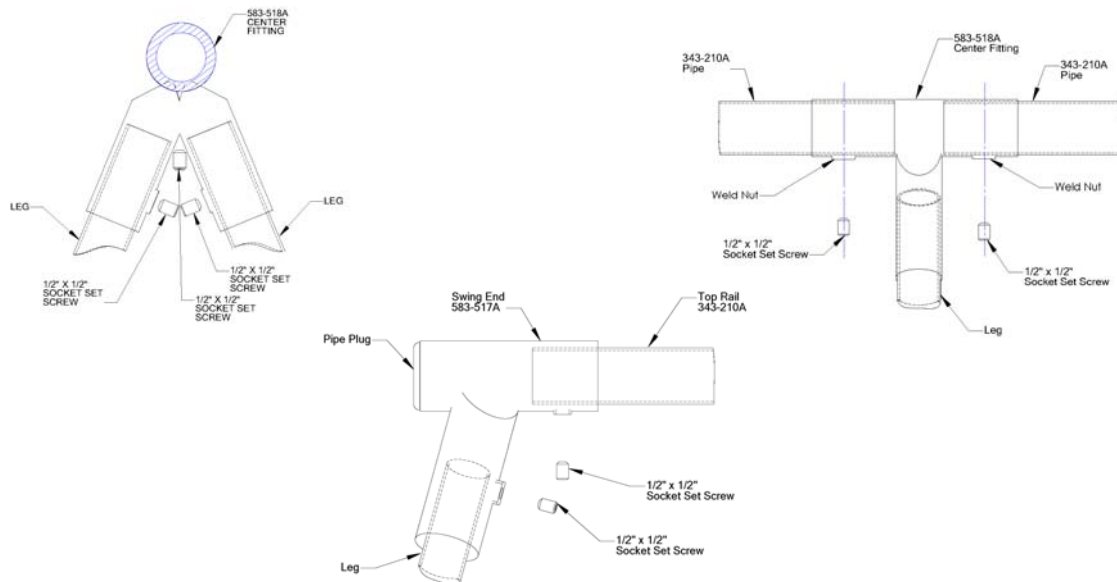 583-518A
CENTER
FITTING
LEG
LEG
1/2" X 1/2"
SOCKET SET
SCREW
1/2" X 1/2"
SOCKET SET
SCREW
1/2" X 1/2"
SOCKET SET
SCREW
583-518A
Center Fitting
343-210A
Pipe
343-210A
Pipe
Weld Nut
Weld Nut
1/2" x 1/2"
Socket Set Screw
1/2" x 1/2"
Socket Set Screw
Leg
Swing End
583-517A
Top Rail
343-210A
Pipe Plug
1/2" x 1/2"
Socket Set Screw
1/2" x 1/2"
Socket Set Screw
Leg